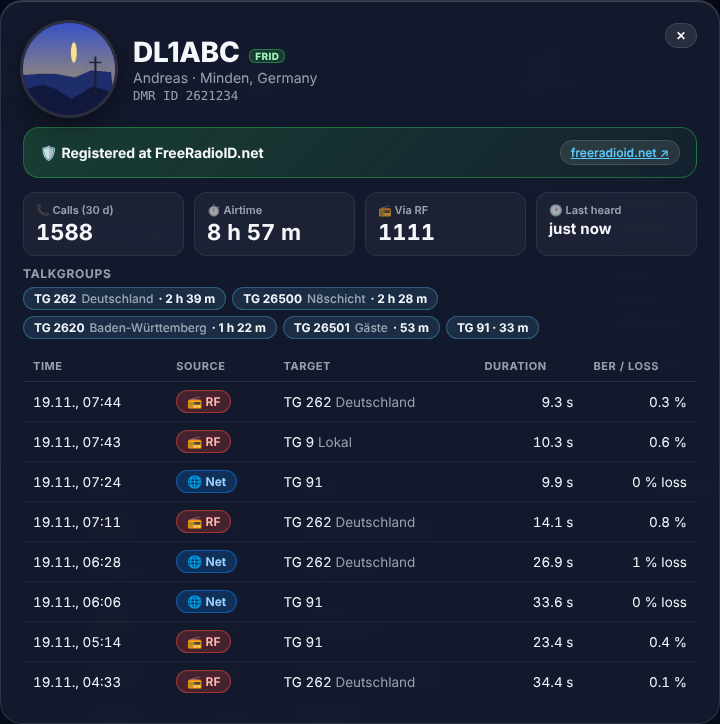 DL1ABC FRID
Andreas · Minden, Germany
DMR ID 2621234
Registered at FreeRadioID.net
freeradioid.net ↗
Calls (30 d)
1588
Airtime
8 h 57 m
Via RF
1111
Last heard
just now
TALKGROUPS
TG 262 Deutschland · 2 h 39 m
TG 26500 N8schicht · 2 h 28 m
TG 2620 Baden-Württemberg · 1 h 22 m
TG 26501 Gäste · 53 m
TG 91 · 33 m
TIME SOURCE TARGET DURATION BER / LOSS
19.11., 07:44 RF TG 262 Deutschland 9.3 s 0.3 %
19.11., 07:43 RF TG 9 Lokal 10.3 s 0.6 %
19.11., 07:24 Net TG 91 9.9 s 0 % loss
19.11., 07:11 RF TG 262 Deutschland 14.1 s 0.8 %
19.11., 06:28 Net TG 262 Deutschland 26.9 s 1 % loss
19.11., 06:06 Net TG 91 33.6 s 0 % loss
19.11., 05:14 RF TG 91 23.4 s 0.4 %
19.11., 04:33 RF TG 262 Deutschland 34.4 s 0.1 %